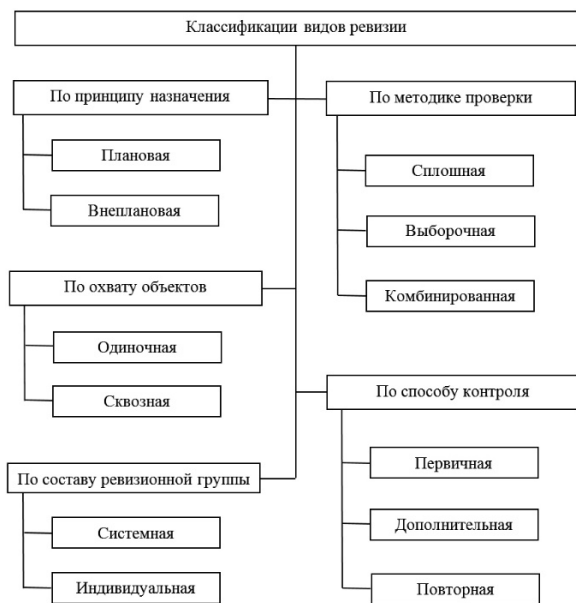 Классификации видов ревизии
По принципу назначения
Плановая
Внеплановая
По охвату объектов
Одиночная
Сквозная
По составу ревизионной группы
Системная
Индивидуальная
По методике проверки
Сплошная
Выборочная
Комбинированная
По способу контроля
Первичная
Дополнительная
Повторная